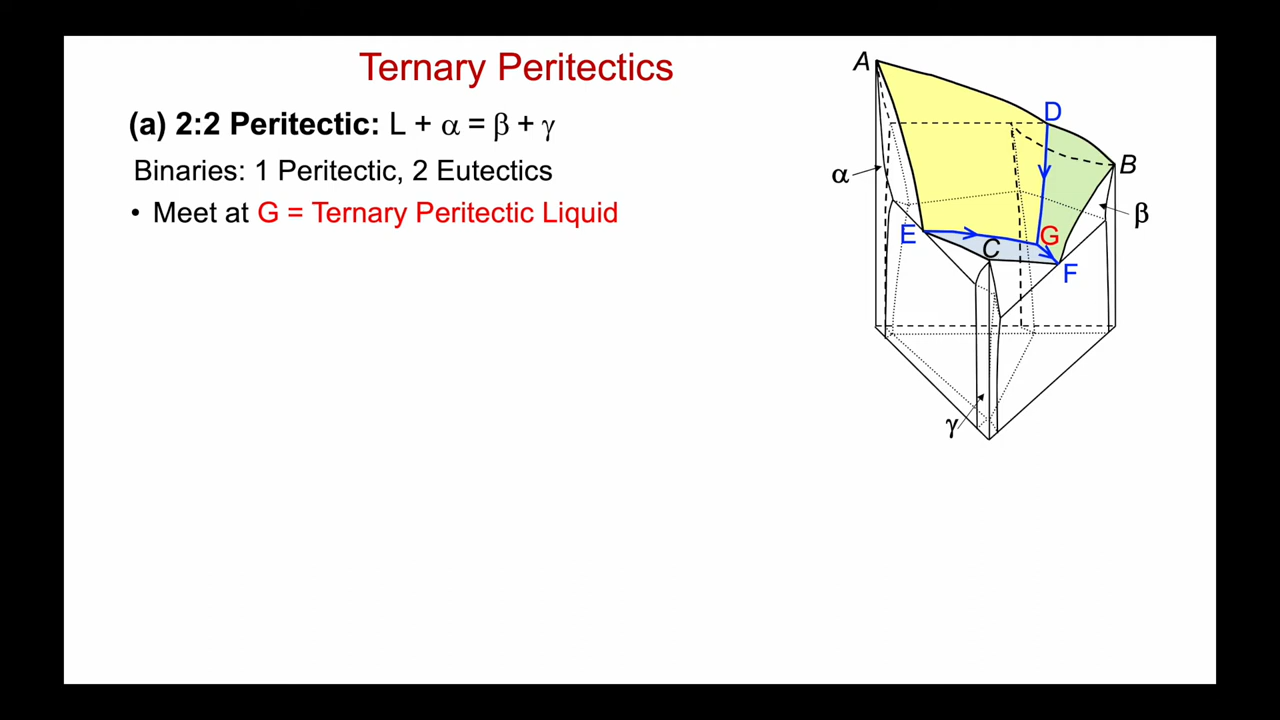 Ternary Peritectics
(a) 2:2 Peritectic: L + α = β + γ
Binaries: 1 Peritectic, 2 Eutectics
• Meet at G = Ternary Peritectic Liquid
A
D
B
α
β
E
C
G
F
γ